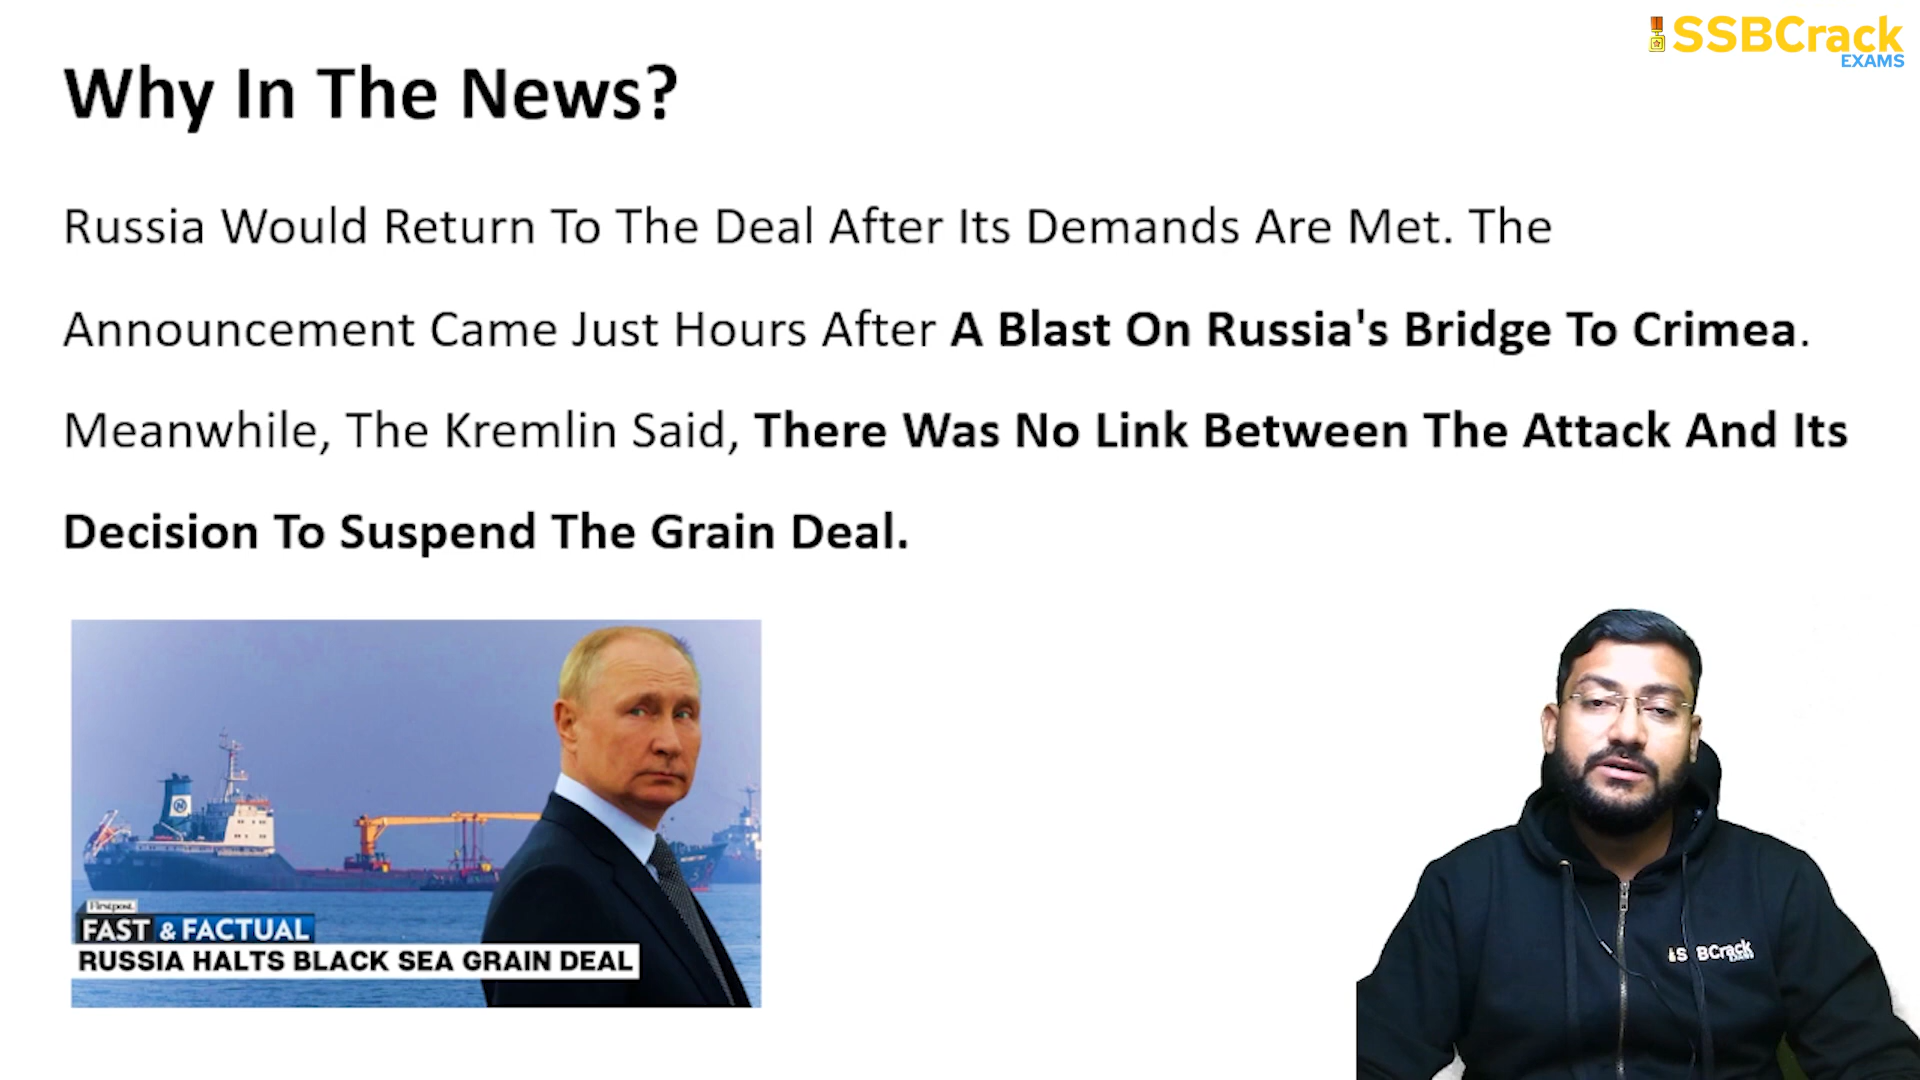 SSBCrack
EXAMS
Why In The News?
Russia Would Return To The Deal After Its Demands Are Met. The
Announcement Came Just Hours After A Blast On Russia's Bridge To Crimea.
Meanwhile, The Kremlin Said, There Was No Link Between The Attack And Its
Decision To Suspend The Grain Deal.
Firstpost.
FAST & FACTUAL
RUSSIA HALTS BLACK SEA GRAIN DEAL
SSBCrack
EXAMS